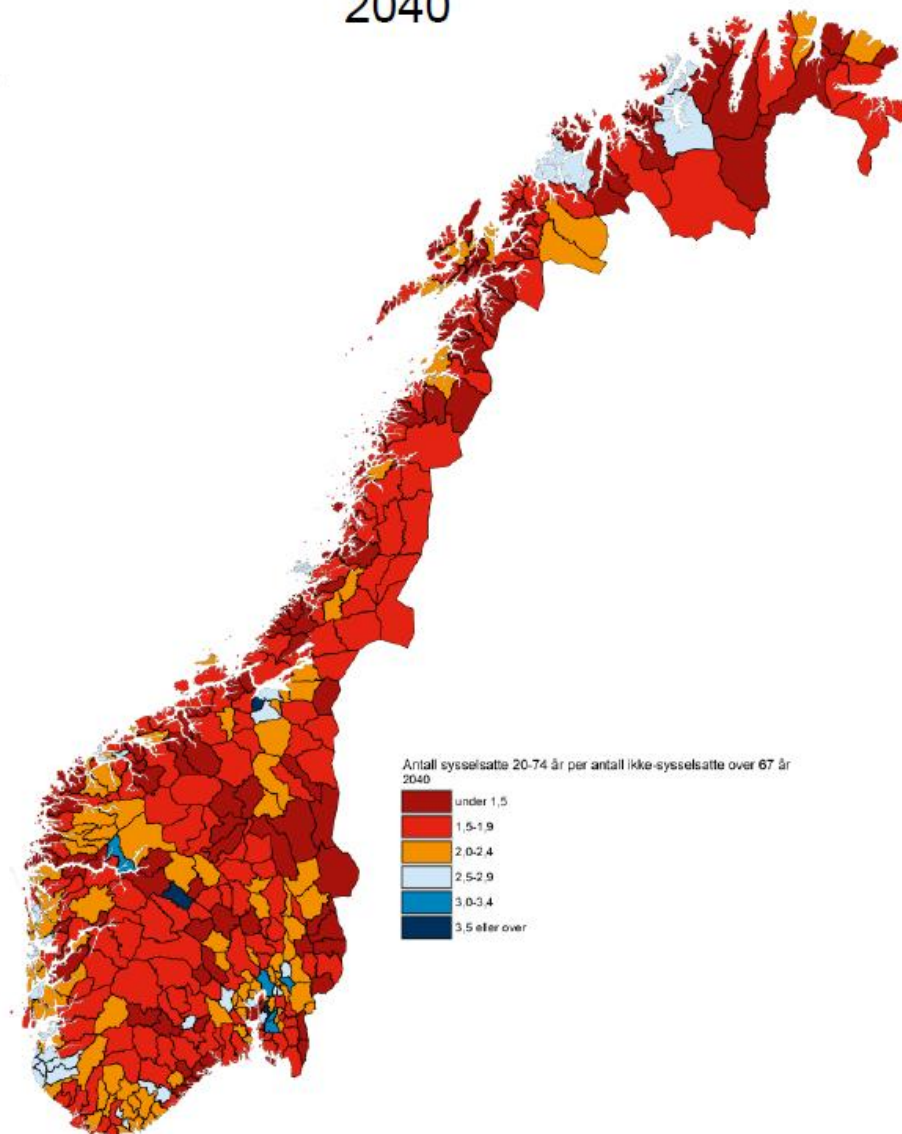 2040
Antall sysselsatte 20-74 år per antall ikke-sysselsatte over 67 år
2040
under 1,5
1,5-1,9
2,0-2,4
2,5-2,9
3,0-3,4
3,5 eller over